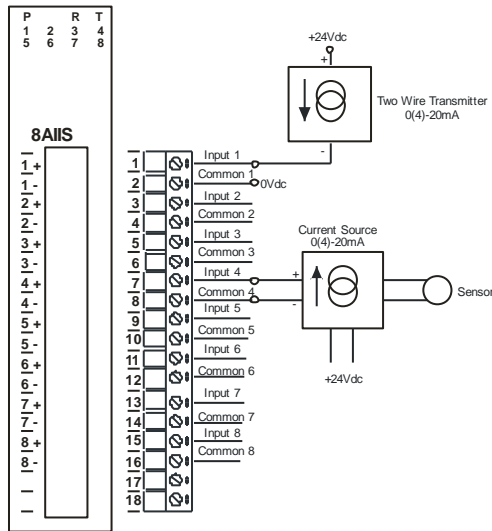 P R T
1 2 3 4
5 6 7 8
8AIIS
1 +
1 -
2 +
2 -
3 +
3 -
4 +
4 -
5 +
5 -
6 +
6 -
7 +
7 -
8 +
8 -
1 Input 1
2 Common 1
3 Input 2
4 Common 2
5 Input 3
6 Common 3
7 Input 4
8 Common 4
9 Input 5
10 Common 5
11 Input 6
12 Common 6
13 Input 7
14 Common 7
15 Input 8
16 Common 8
17
18
0Vdc
+24Vdc
+
-
Two Wire Transmitter
0(4)-20mA
Current Source
0(4)-20mA
+
-
Sensor
+24Vdc